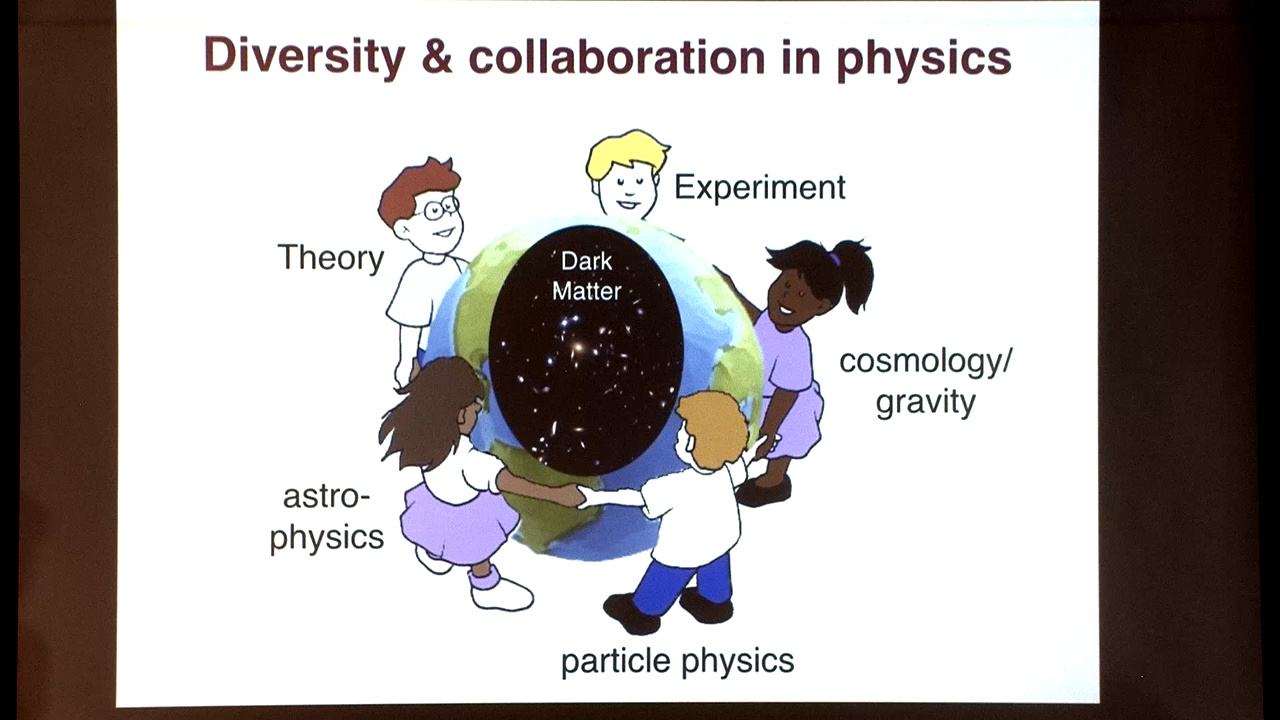 Diversity & collaboration in physics
Experiment
Theory
Dark
Matter
cosmology/
gravity
astro-
physics
particle physics